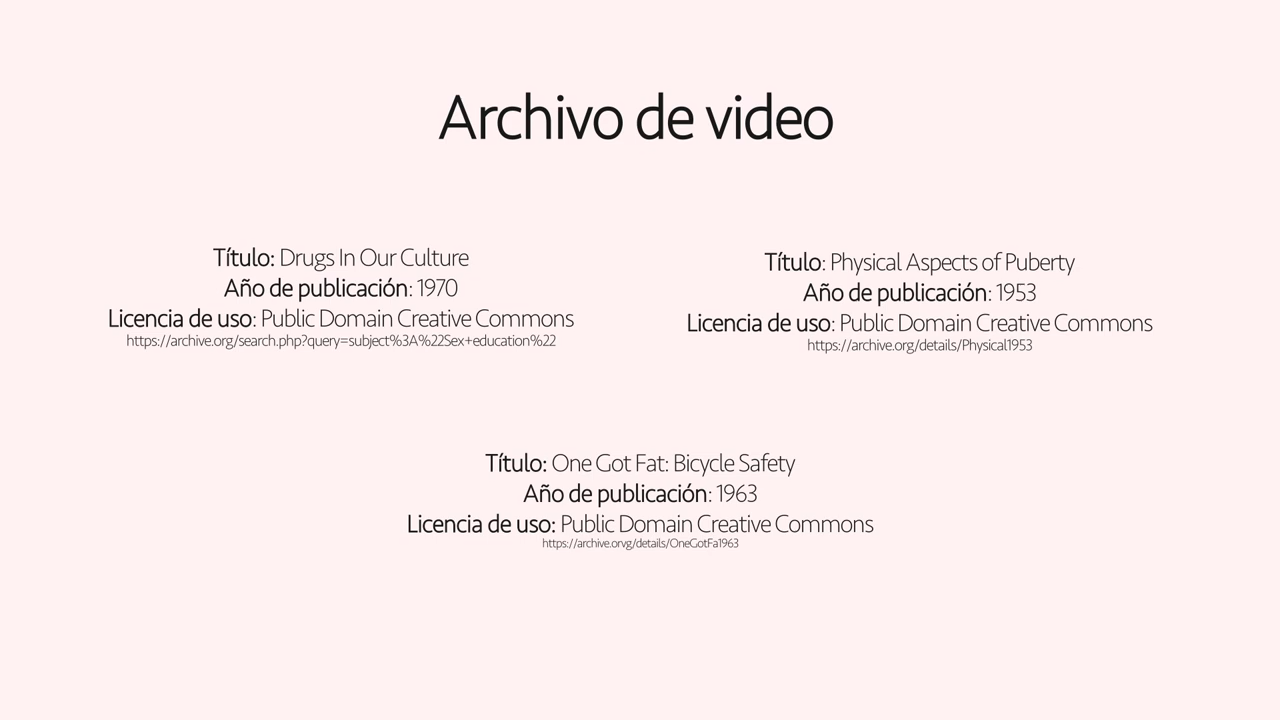 Archivo de video
Título: Drugs In Our Culture
Año de publicación: 1970
Licencia de uso: Public Domain Creative Commons
https://archive.org/search.php?query=subject%3A%22Sex+education%22
Título: Physical Aspects of Puberty
Año de publicación: 1953
Licencia de uso: Public Domain Creative Commons
https://archive.org/details/Physical1953
Título: One Got Fat: Bicycle Safety
Año de publicación: 1963
Licencia de uso: Public Domain Creative Commons
https://archive.orvg/details/OneGotFa1963